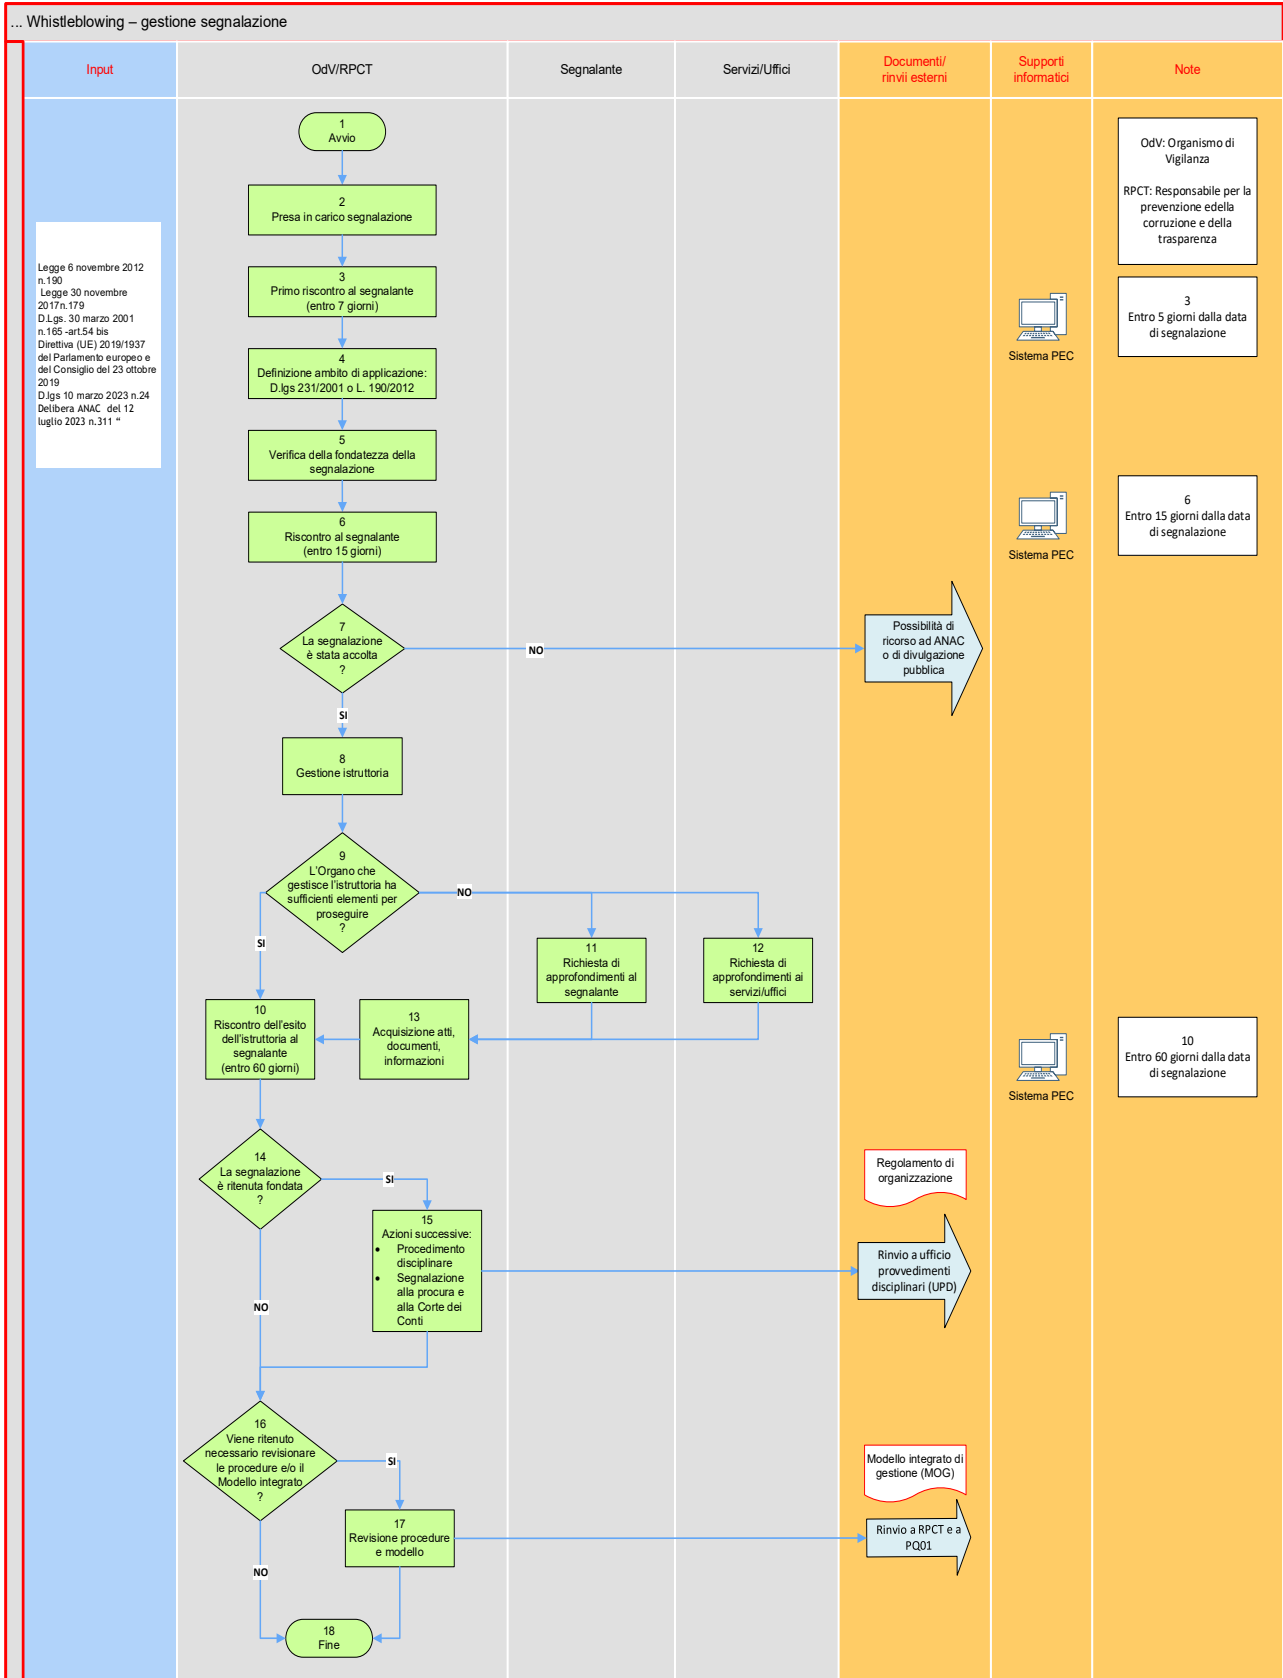 ... Whistleblowing – gestione segnalazione
Input
OdV/RPCT
Segnalante
Servizi/Uffici
Documenti/
rinvii esterni
Supporti
informatici
Note
Legge 6 novembre 2012
n.190
Legge 30 novembre
2017n.179
D.Lgs. 30 marzo 2001
n.165 -art.54 bis
Direttiva (UE) 2019/1937
del Parlamento europeo e
del Consiglio del 23 ottobre
2019
D.lgs 10 marzo 2023 n.24
Delibera ANAC del 12
luglio 2023 n.311 “
1
Avvio
OdV: Organismo di
Vigilanza
RPCT: Responsabile per la
prevenzione edella
corruzione e della
trasparenza
2
Presa in carico segnalazione
3
Primo riscontro al segnalante
(entro 7 giorni)
Sistema PEC
3
Entro 5 giorni dalla data
di segnalazione
4
Definizione ambito di applicazione:
D.lgs 231/2001 o L. 190/2012
5
Verifica della fondatezza della
segnalazione
6
Riscontro al segnalante
(entro 15 giorni)
Sistema PEC
6
Entro 15 giorni dalla data
di segnalazione
7
La segnalazione
è stata accolta
?
NO
Possibilità di
ricorso ad ANAC
o di divulgazione
pubblica
SI
8
Gestione istruttoria
9
L'Organo che
gestisce l'istruttoria ha
sufficienti elementi per
proseguire
?
NO
SI
11
Richiesta di
approfondimenti al
segnalante
12
Richiesta di
approfondimenti ai
servizi/uffici
10
Riscontro dell'esito
dell'istruttoria al
segnalante
(entro 60 giorni)
13
Acquisizione atti,
documenti,
informazioni
Sistema PEC
10
Entro 60 giorni dalla data
di segnalazione
14
La segnalazione
è ritenuta fondata
?
SI
Regolamento di
organizzazione
15
Azioni successive:
• Procedimento
disciplinare
• Segnalazione
alla procura e
alla Corte dei
Conti
Rinvio a ufficio
provvedimenti
disciplinari (UPD)
NO
16
Viene ritenuto
necessario revisionare
le procedure e/o il
Modello integrato
?
SI
Modello integrato di
gestione (MOG)
17
Revisione procedure
e modello
Rinvio a RPCT e a
PQ01
NO
18
Fine